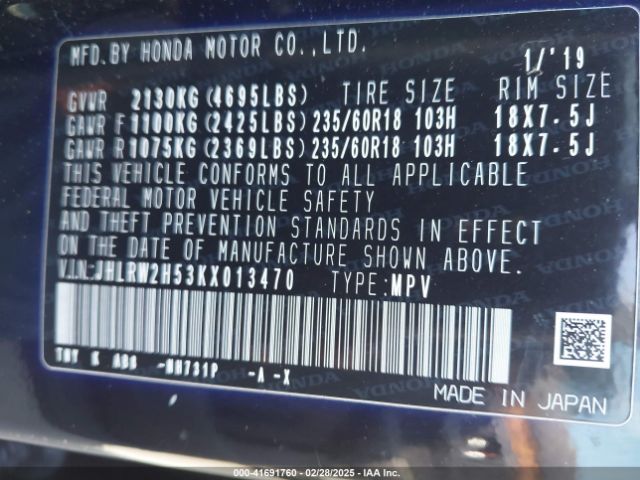 MFD.BY HONDA MOTOR CO.,LTD. 1/'19
GVWR 2130KG(4695LBS) TIRE SIZE RIM SIZE
GAWR F 1100KG(2425LBS) 235/60R18 103H 18X7.5J
GAWR R 1075KG(2369LBS) 235/60R18 103H 18X7.5J
THIS VEHICLE CONFORMS TO ALL APPLICABLE
FEDERAL MOTOR VEHICLE SAFETY
AND THEFT PREVENTION STANDARDS IN EFFECT
ON THE DATE OF MANUFACTURE SHOWN ABOVE.
V.I.N.:JHLRW2H53KX013470 TYPE:MPV
-NH731P -A -X
MADE IN JAPAN
000-41691760 | 02/28/2025 | IAA Inc.